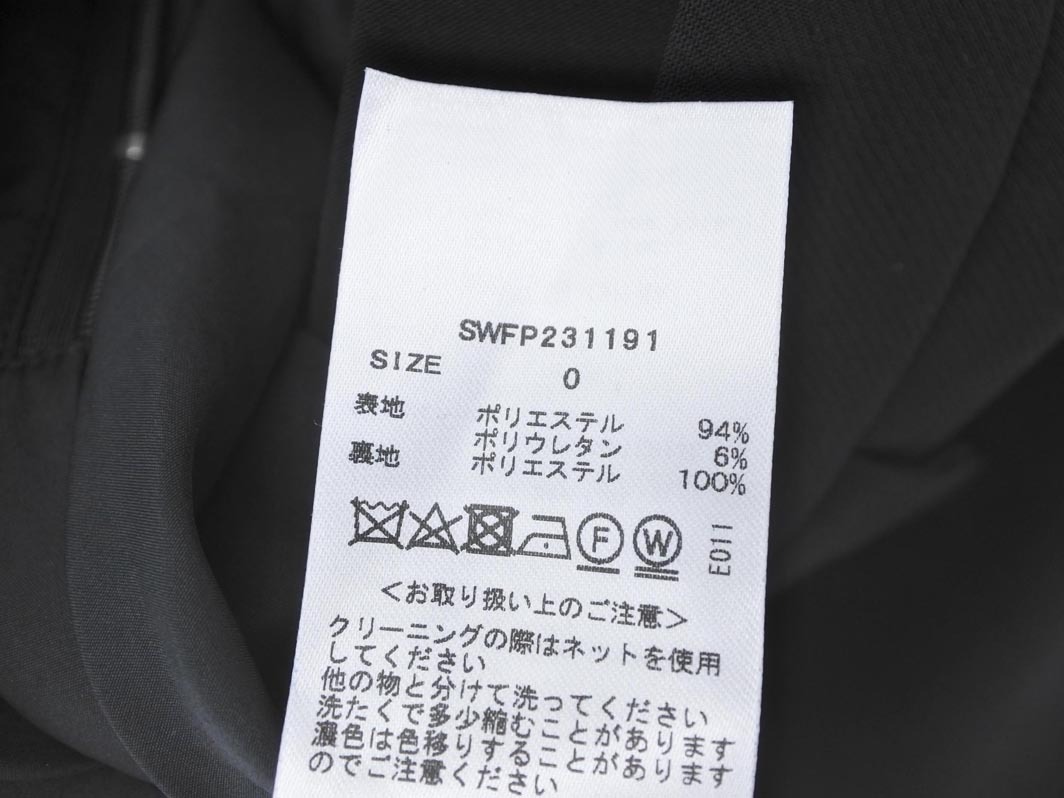 SWFP231191
SIZE 0
表地 ポリエステル 94%
ポリウレタン 6%
裏地 ポリエステル 100%
F W E011
＜お取り扱い上のご注意＞
クリーニングの際はネットを使用
してください
他の物と分けて洗ってください
洗たくで多少縮むことがあります
濃色は色移りすることがあります
のでご注意ください